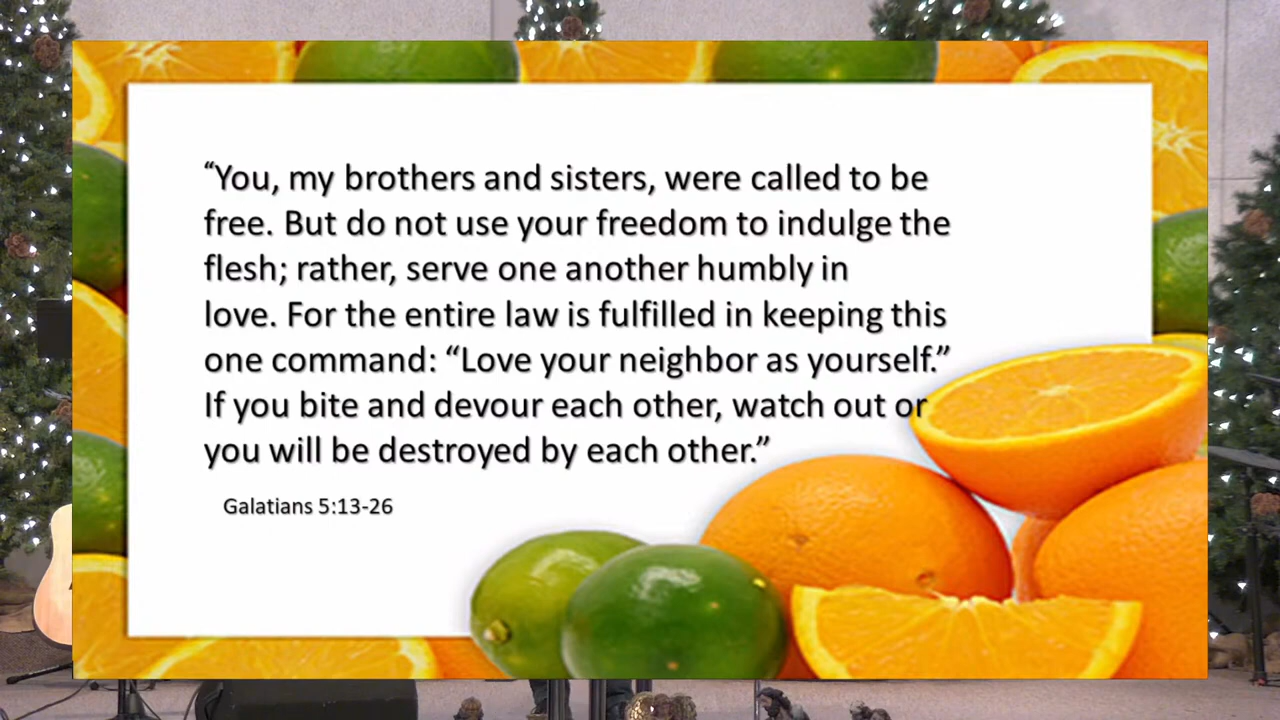 “You, my brothers and sisters, were called to be
free. But do not use your freedom to indulge the
flesh; rather, serve one another humbly in
love. For the entire law is fulfilled in keeping this
one command: “Love your neighbor as yourself.”
If you bite and devour each other, watch out or
you will be destroyed by each other.”
Galatians 5:13-26